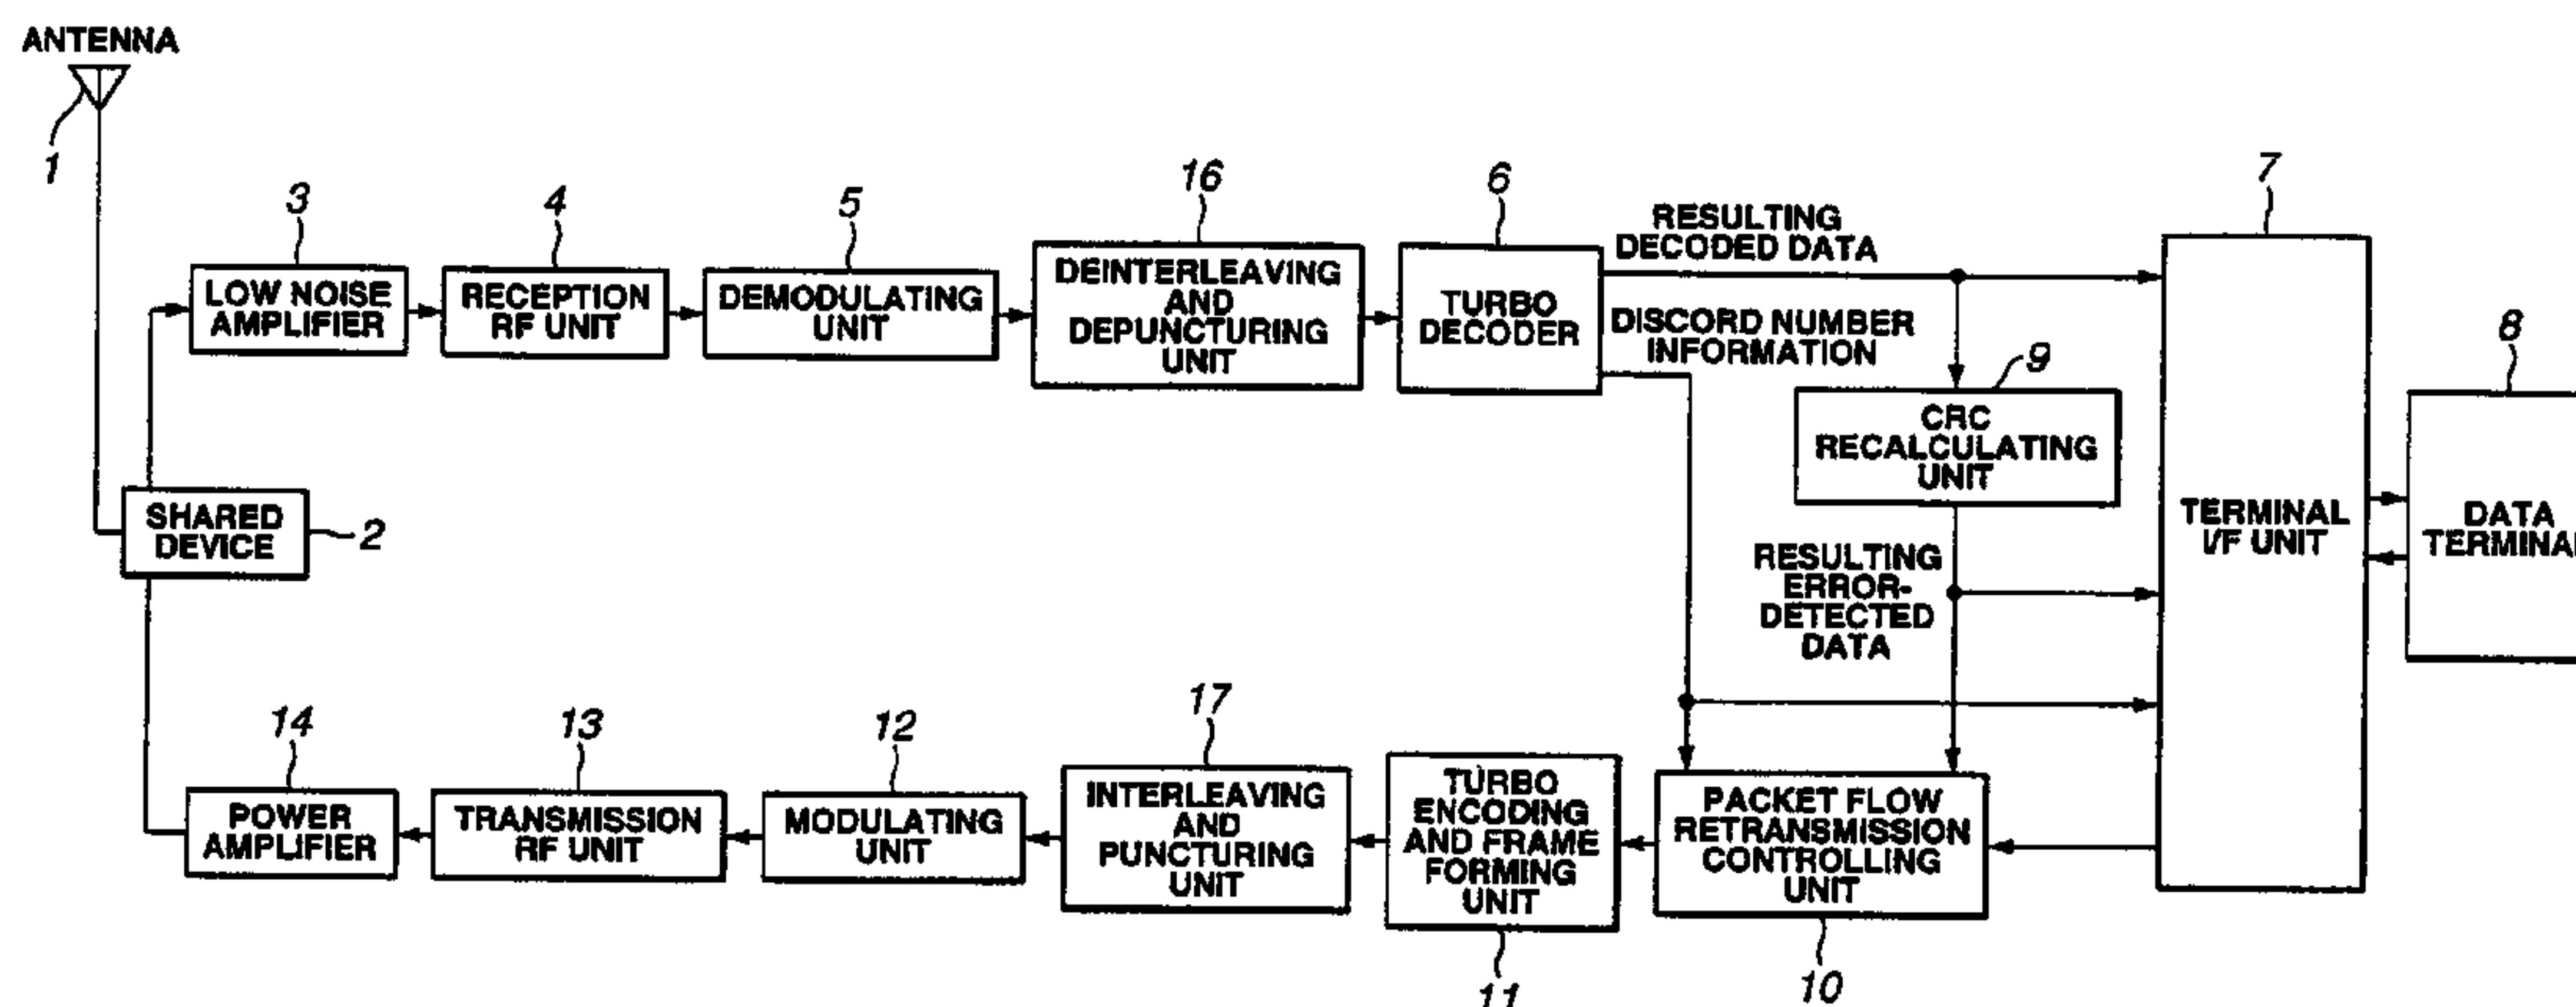 ANTENNA
1
3
LOW NOISE
AMPLIFIER
4
RECEPTION
RF UNIT
5
DEMODULATING
UNIT
16
DEINTERLEAVING
AND
DEPUNCTURING
UNIT
6
TURBO
DECODER
RESULTING
DECODED DATA
DISCORD NUMBER
INFORMATION
9
CRC
RECALCULATING
UNIT
7
TERMINAL
I/F UNIT
8
DATA
TERMINAL
SHARED
DEVICE
2
RESULTING
ERROR-
DETECTED
DATA
14
POWER
AMPLIFIER
13
TRANSMISSION
RF UNIT
12
MODULATING
UNIT
17
INTERLEAVING
AND
PUNCTURING
UNIT
TURBO
ENCODING
AND FRAME
FORMING
UNIT
11
PACKET FLOW
RETRANSMISSION
CONTROLLING
UNIT
10